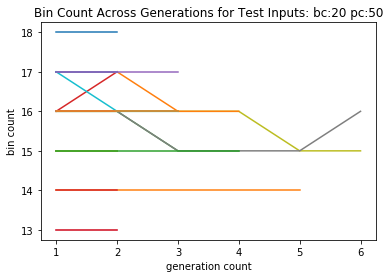 Bin Count Across Generations for Test Inputs: bc:20 pc:50
18
17
16
15
14
13
bin count
1 2 3 4 5 6
generation count